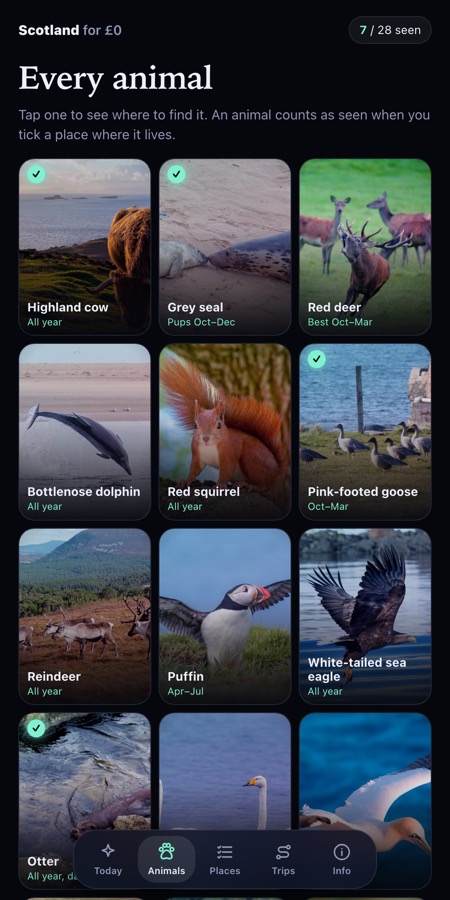 Scotland for £0
7 / 28 seen
Every animal
Tap one to see where to find it. An animal counts as seen when you
tick a place where it lives.
Highland cow
All year
Grey seal
Pups Oct–Dec
Red deer
Best Oct–Mar
Bottlenose dolphin
All year
Red squirrel
All year
Pink-footed goose
Oct–Mar
Reindeer
All year
Puffin
Apr–Jul
White-tailed sea
eagle
All year
Otter
All year,
Today
Animals
Places
Trips
Info